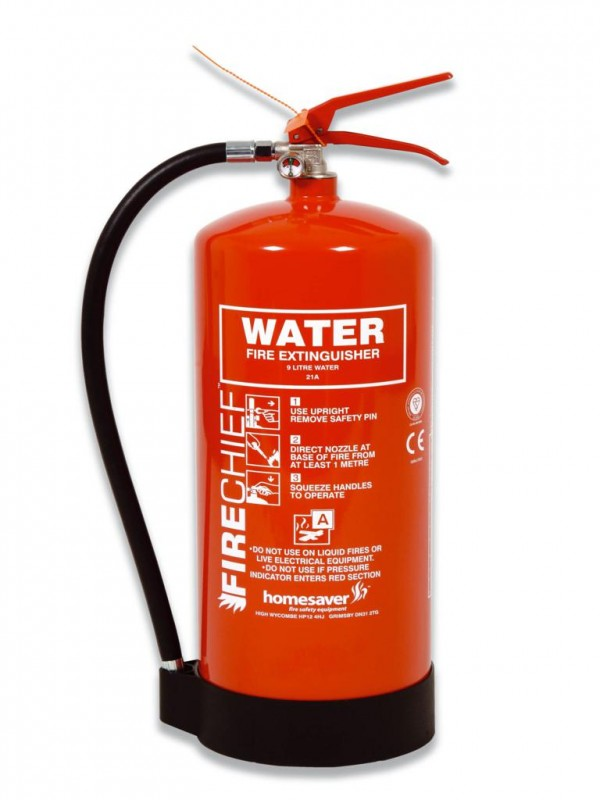 WATER
FIRE EXTINGUISHER
9 LITRE WATER
21A
FIRECHIEF™
1
USE UPRIGHT
REMOVE SAFETY PIN
2
DIRECT NOZZLE AT
BASE OF FIRE FROM
AT LEAST 1 METRE
3
SQUEEZE HANDLES
TO OPERATE
A
*DO NOT USE ON LIQUID FIRES OR
LIVE ELECTRICAL EQUIPMENT.
*DO NOT USE IF PRESSURE
INDICATOR ENTERS RED SECTION
homesaver
fire safety equipment
HIGH WYCOMBE HP12 4HJ GRIMSBY DN31 2TG
CE